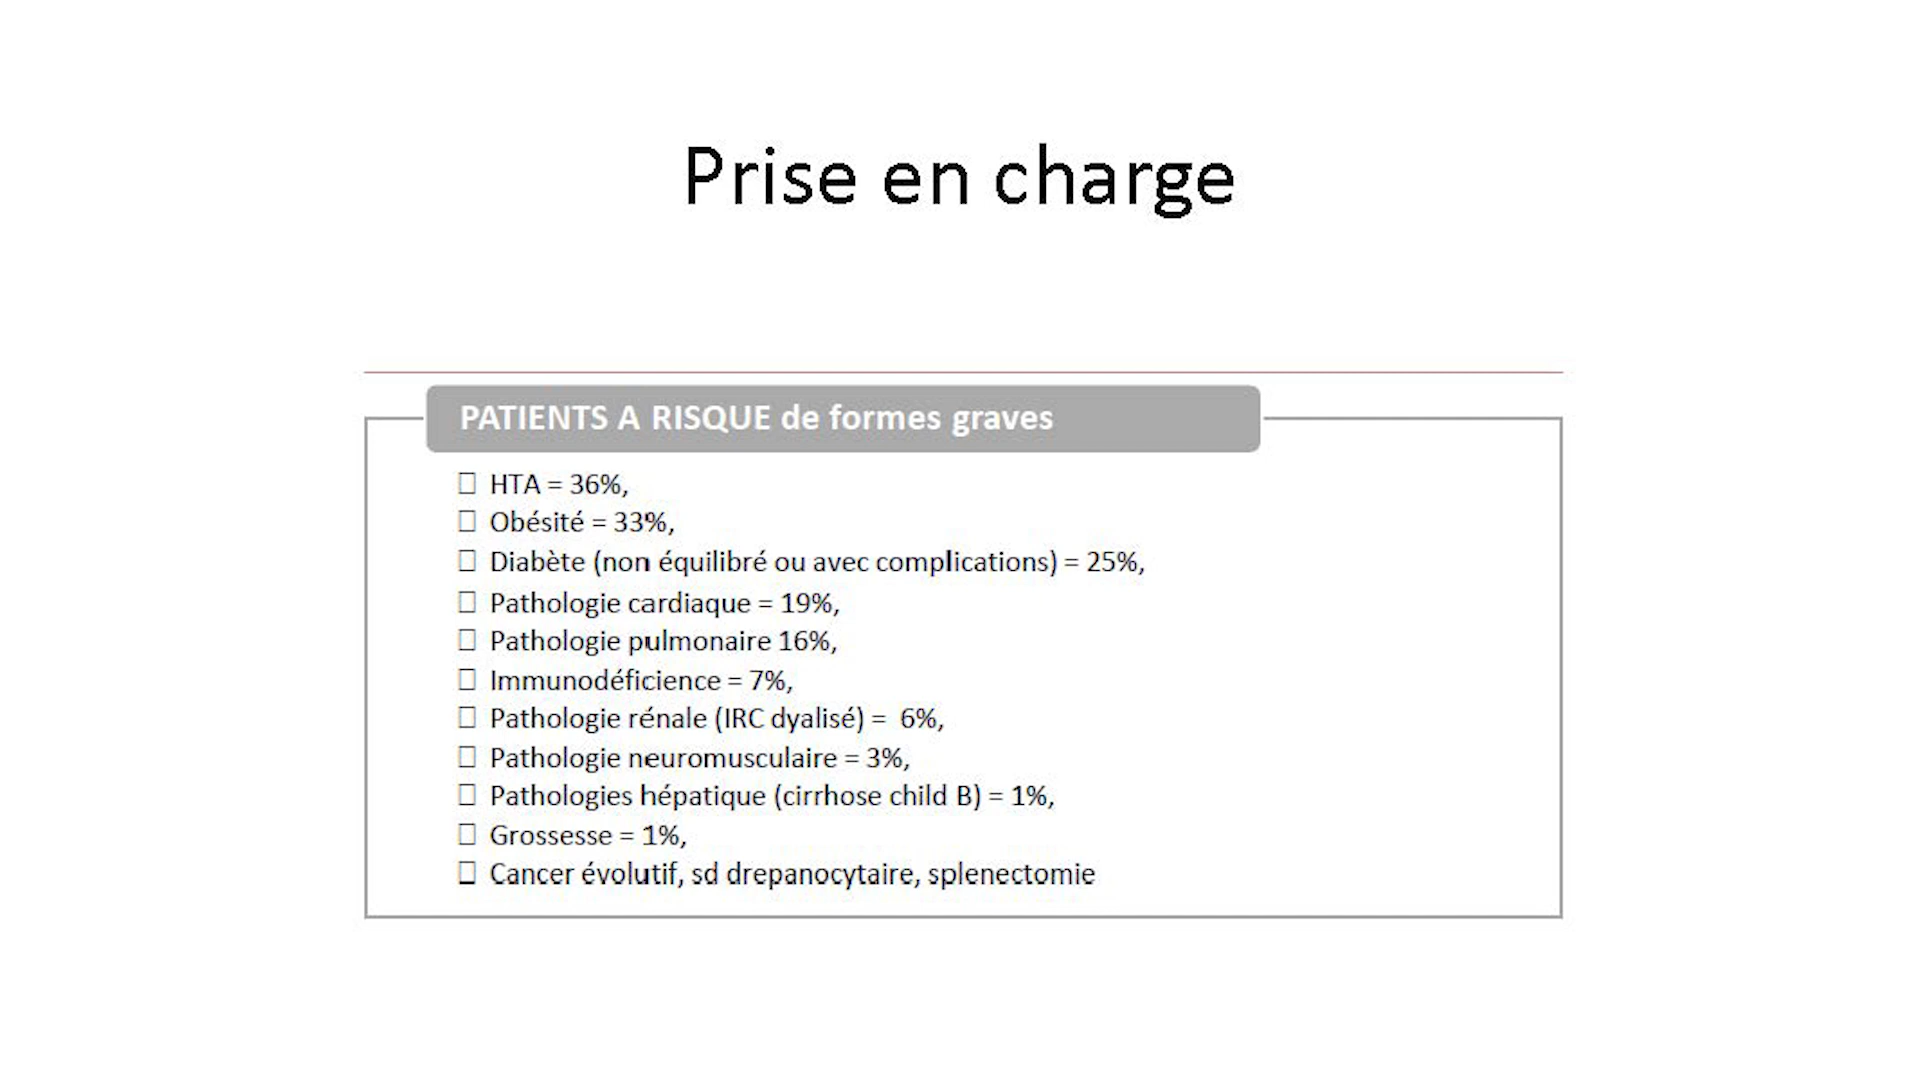 Prise en charge
PATIENTS A RISQUE de formes graves
HTA = 36%,
Obésité = 33%,
Diabète (non équilibré ou avec complications) = 25%,
Pathologie cardiaque = 19%,
Pathologie pulmonaire 16%,
Immunodéficience = 7%,
Pathologie rénale (IRC dyalisé) = 6%,
Pathologie neuromusculaire = 3%,
Pathologies hépatique (cirrhose child B) = 1%,
Grossesse = 1%,
Cancer évolutif, sd drepanocytaire, splenectomie